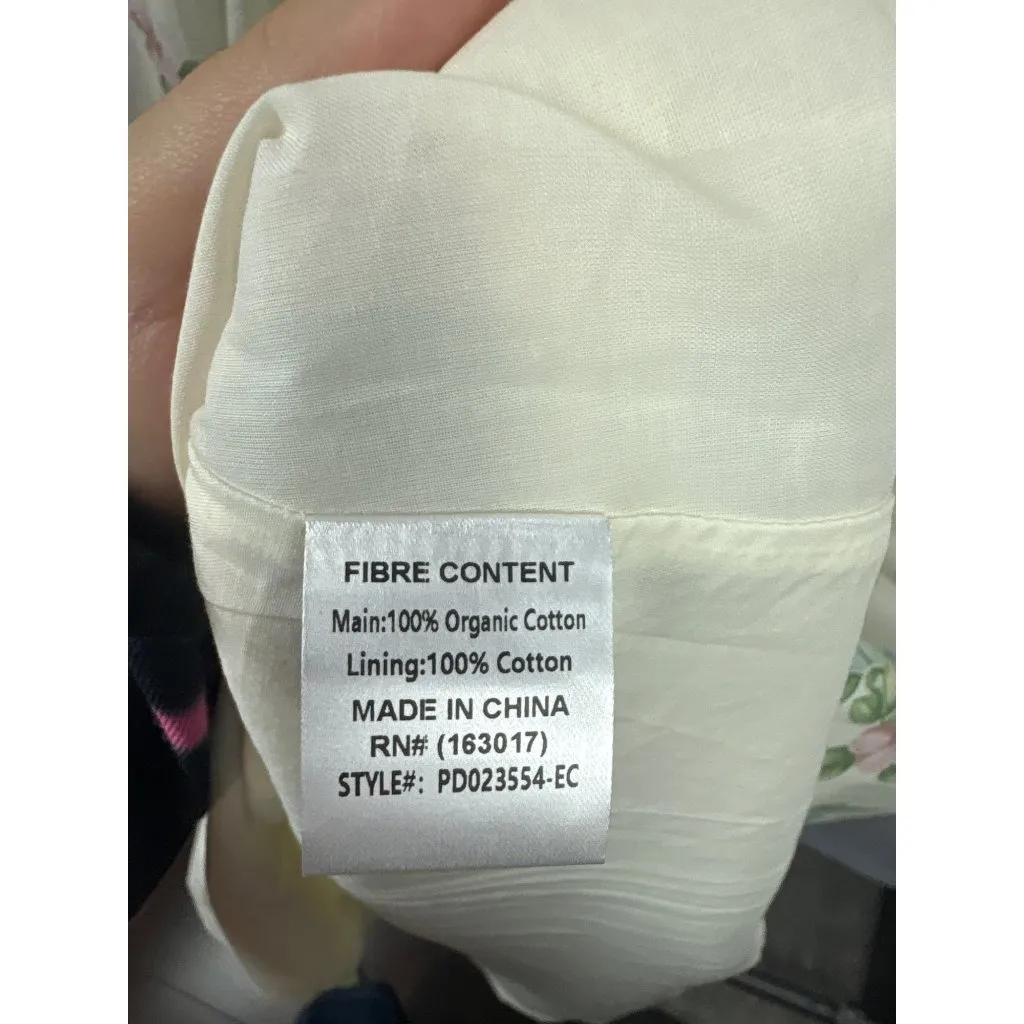 FIBRE CONTENT
Main:100% Organic Cotton
Lining:100% Cotton
MADE IN CHINA
RN# (163017)
STYLE#: PD023554-EC